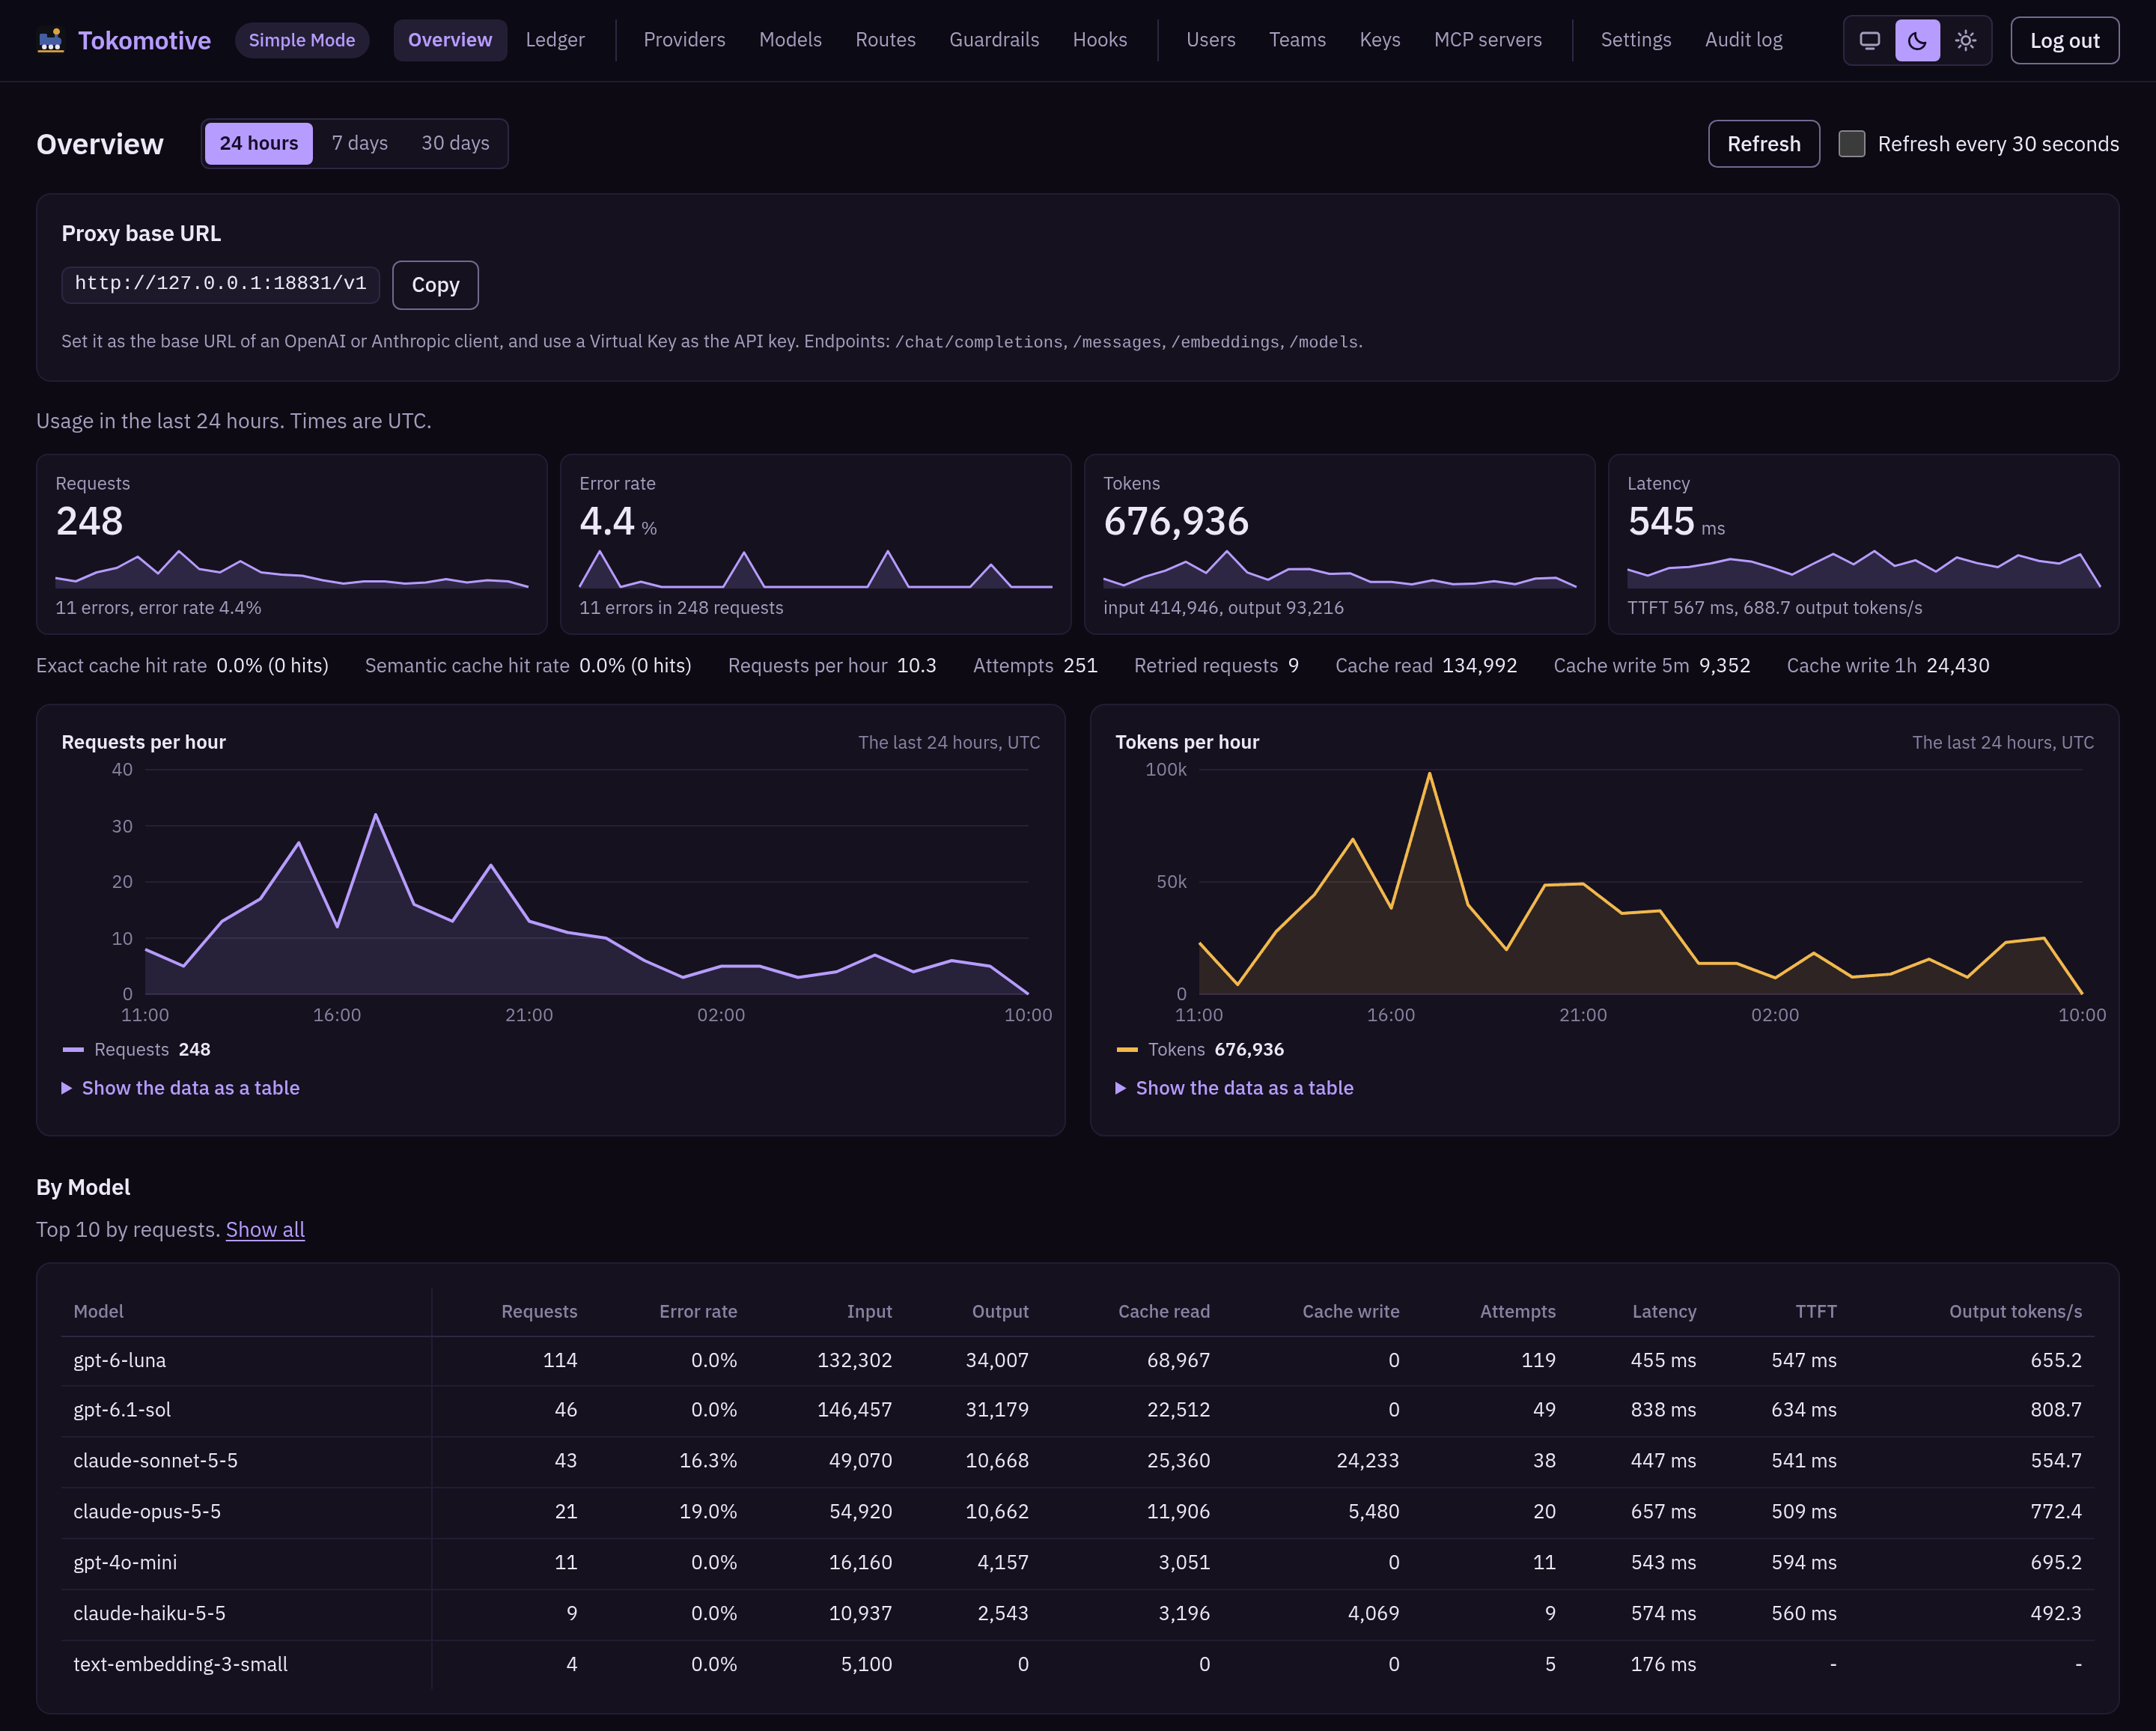 Tokomotive Simple Mode Overview Ledger Providers Models Routes Guardrails Hooks Users Teams Keys MCP servers Settings Audit log Log out
Overview 24 hours 7 days 30 days Refresh Refresh every 30 seconds
Proxy base URL
http://127.0.0.1:18831/v1 Copy
Set it as the base URL of an OpenAI or Anthropic client, and use a Virtual Key as the API key. Endpoints: /chat/completions, /messages, /embeddings, /models.
Usage in the last 24 hours. Times are UTC.
Requests
248
11 errors, error rate 4.4%
Error rate
4.4 %
11 errors in 248 requests
Tokens
676,936
input 414,946, output 93,216
Latency
545 ms
TTFT 567 ms, 688.7 output tokens/s
Exact cache hit rate 0.0% (0 hits) Semantic cache hit rate 0.0% (0 hits) Requests per hour 10.3 Attempts 251 Retried requests 9 Cache read 134,992 Cache write 5m 9,352 Cache write 1h 24,430
Requests per hour The last 24 hours, UTC
40
30
20
10
0
11:00 16:00 21:00 02:00 10:00
Requests 248
Show the data as a table
Tokens per hour The last 24 hours, UTC
100k
50k
0
11:00 16:00 21:00 02:00 10:00
Tokens 676,936
Show the data as a table
By Model
Top 10 by requests. Show all
Model Requests Error rate Input Output Cache read Cache write Attempts Latency TTFT Output tokens/s
gpt-6-luna 114 0.0% 132,302 34,007 68,967 0 119 455 ms 547 ms 655.2
gpt-6.1-sol 46 0.0% 146,457 31,179 22,512 0 49 838 ms 634 ms 808.7
claude-sonnet-5-5 43 16.3% 49,070 10,668 25,360 24,233 38 447 ms 541 ms 554.7
claude-opus-5-5 21 19.0% 54,920 10,662 11,906 5,480 20 657 ms 509 ms 772.4
gpt-4o-mini 11 0.0% 16,160 4,157 3,051 0 11 543 ms 594 ms 695.2
claude-haiku-5-5 9 0.0% 10,937 2,543 3,196 4,069 9 574 ms 560 ms 492.3
text-embedding-3-small 4 0.0% 5,100 0 0 0 5 176 ms - -